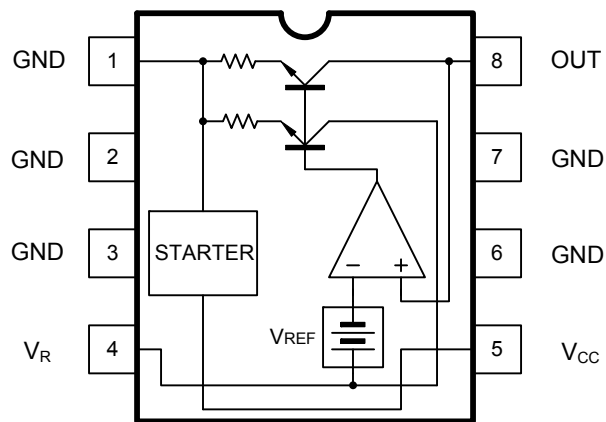 GND 1 8 OUT
GND 2 7 GND
GND 3 STARTER − + 6 GND
VREF
VR 4 5 VCC